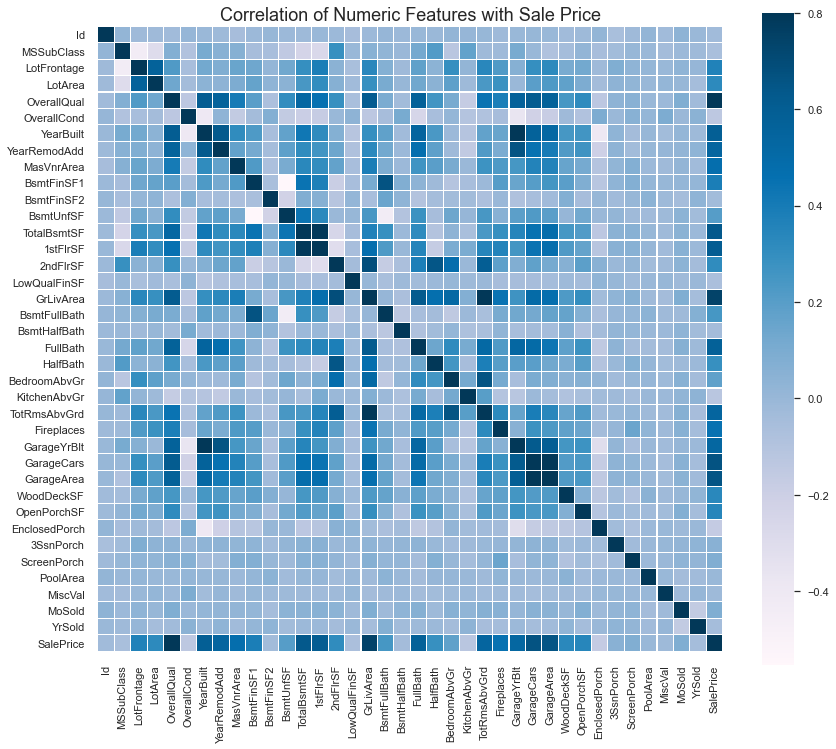 Correlation of Numeric Features with Sale Price
Id
MSSubClass
LotFrontage
LotArea
OverallQual
OverallCond
YearBuilt
YearRemodAdd
MasVnrArea
BsmtFinSF1
BsmtFinSF2
BsmtUnfSF
TotalBsmtSF
1stFlrSF
2ndFlrSF
LowQualFinSF
GrLivArea
BsmtFullBath
BsmtHalfBath
FullBath
HalfBath
BedroomAbvGr
KitchenAbvGr
TotRmsAbvGrd
Fireplaces
GarageYrBlt
GarageCars
GarageArea
WoodDeckSF
OpenPorchSF
EnclosedPorch
3SsnPorch
ScreenPorch
PoolArea
MiscVal
MoSold
YrSold
SalePrice
Id
MSSubClass
LotFrontage
LotArea
OverallQual
OverallCond
YearBuilt
YearRemodAdd
MasVnrArea
BsmtFinSF1
BsmtFinSF2
BsmtUnfSF
TotalBsmtSF
1stFlrSF
2ndFlrSF
LowQualFinSF
GrLivArea
BsmtFullBath
BsmtHalfBath
FullBath
HalfBath
BedroomAbvGr
KitchenAbvGr
TotRmsAbvGrd
Fireplaces
GarageYrBlt
GarageCars
GarageArea
WoodDeckSF
OpenPorchSF
EnclosedPorch
3SsnPorch
ScreenPorch
PoolArea
MiscVal
MoSold
YrSold
SalePrice
0.8
0.6
0.4
0.2
0.0
−0.2
−0.4